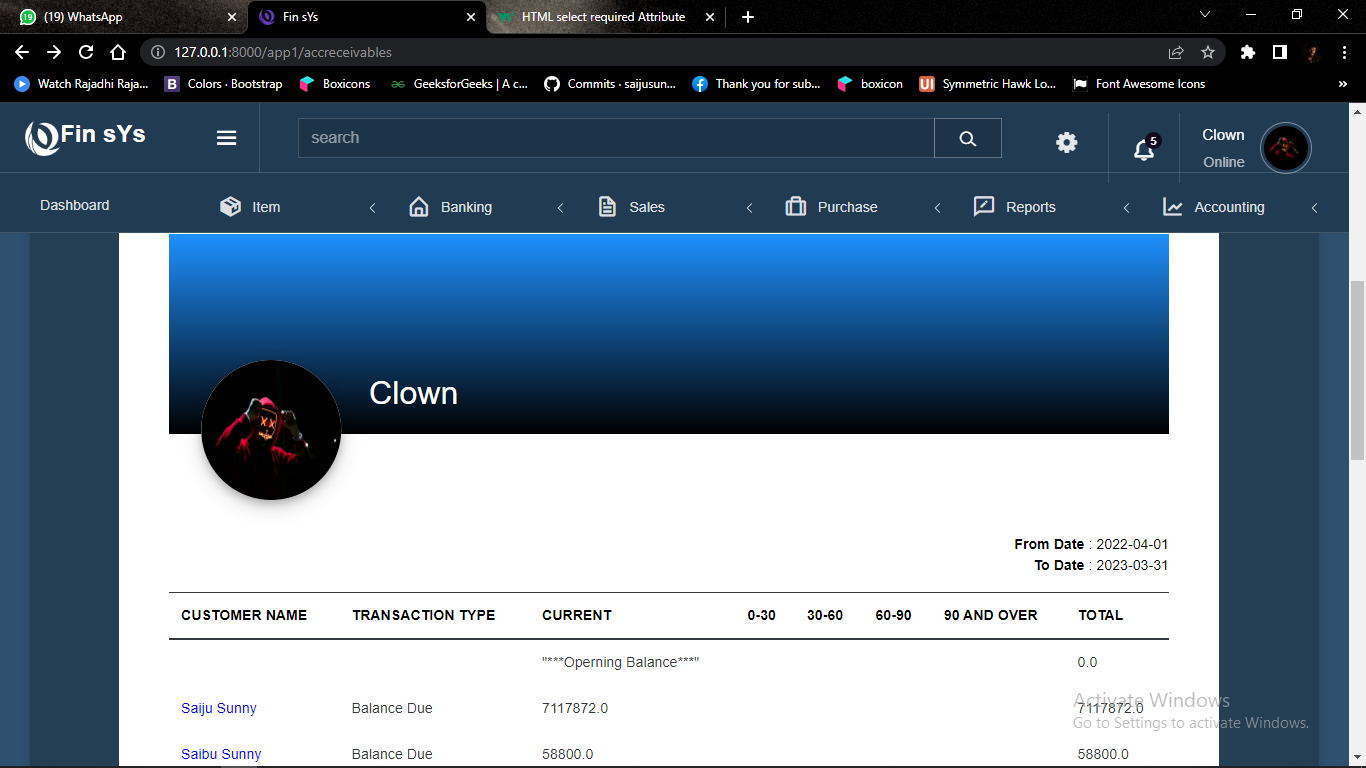 (19) WhatsApp
Fin sYs
HTML select required Attribute
127.0.0.1:8000/app1/accreceivables
Watch Rajadhi Raja...
Colors · Bootstrap
Boxicons
GeeksforGeeks | A c...
Commits · saijusun...
Thank you for sub...
boxicon
Symmetric Hawk Lo...
Font Awesome Icons
Fin sYs
search
5
Clown
Online
Dashboard
Item
Banking
Sales
Purchase
Reports
Accounting
Clown
From Date : 2022-04-01
To Date : 2023-03-31
CUSTOMER NAME TRANSACTION TYPE CURRENT 0-30 30-60 60-90 90 AND OVER TOTAL
"***Operning Balance***" 0.0
Saiju Sunny Balance Due 7117872.0 7117872.0
Saibu Sunny Balance Due 58800.0 58800.0
Activate Windows
Go to Settings to activate Windows.